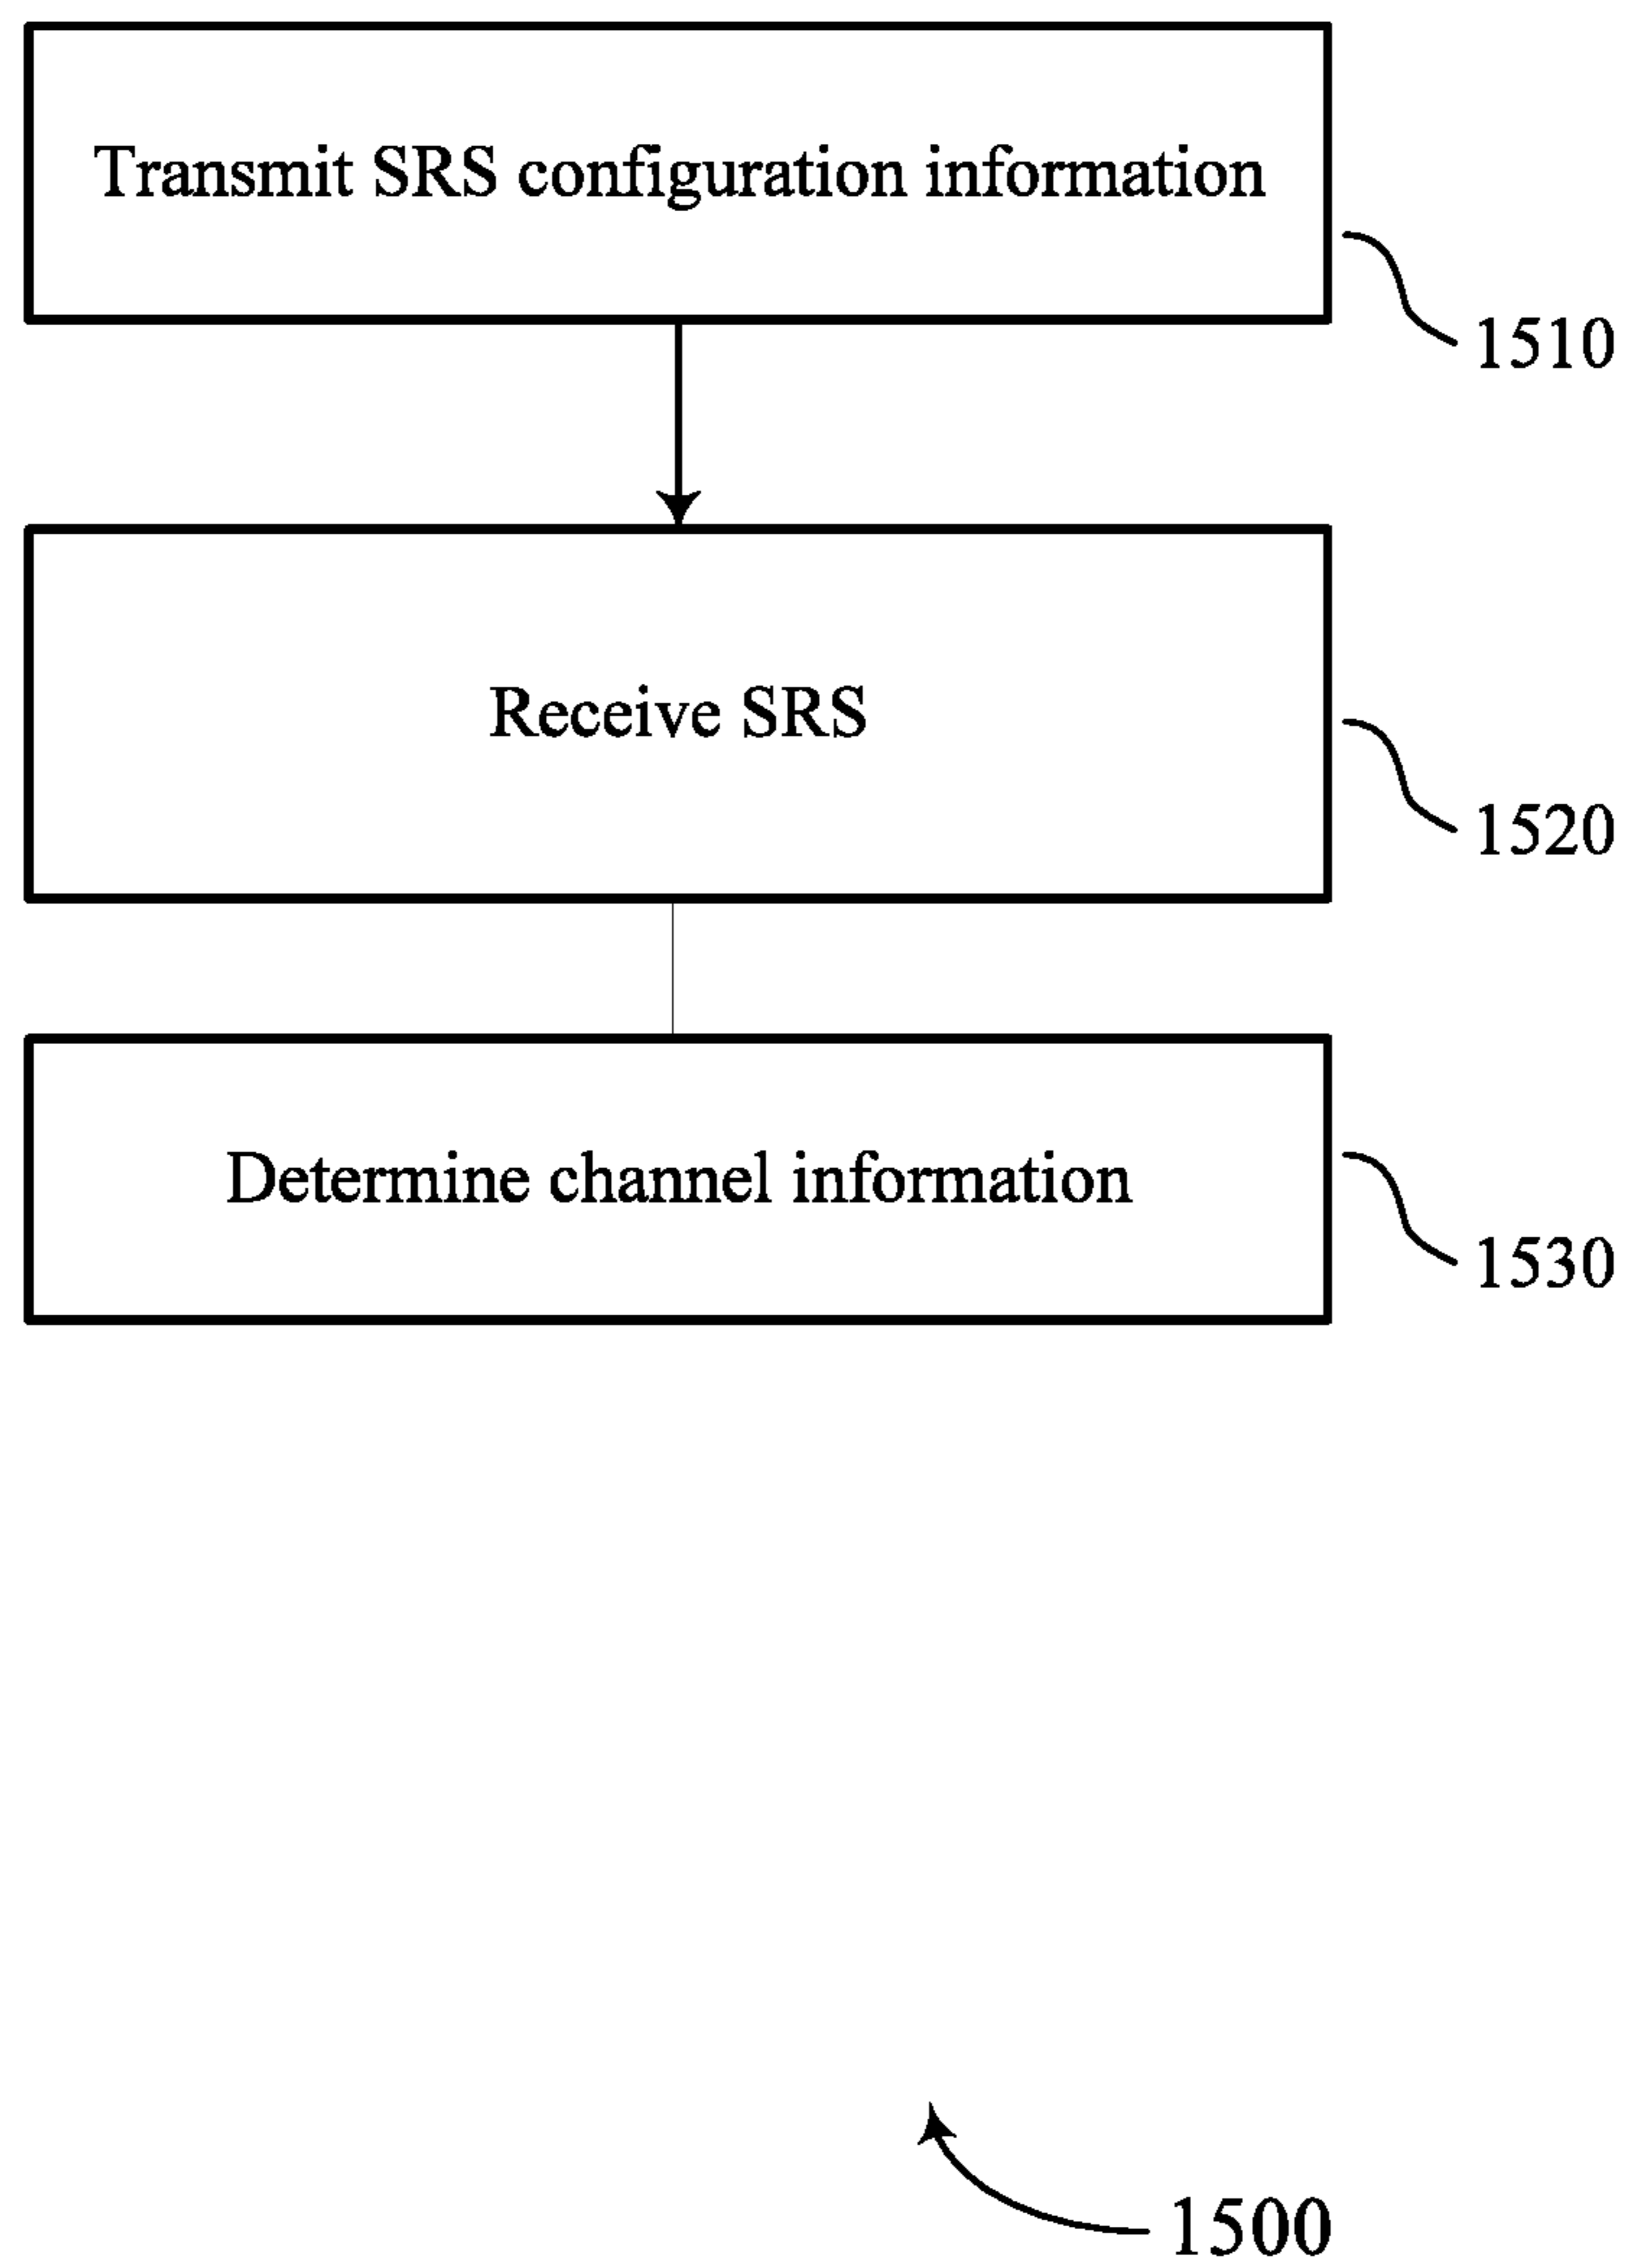 Transmit SRS configuration information
1510
Receive SRS
1520
Determine channel information
1530
1500